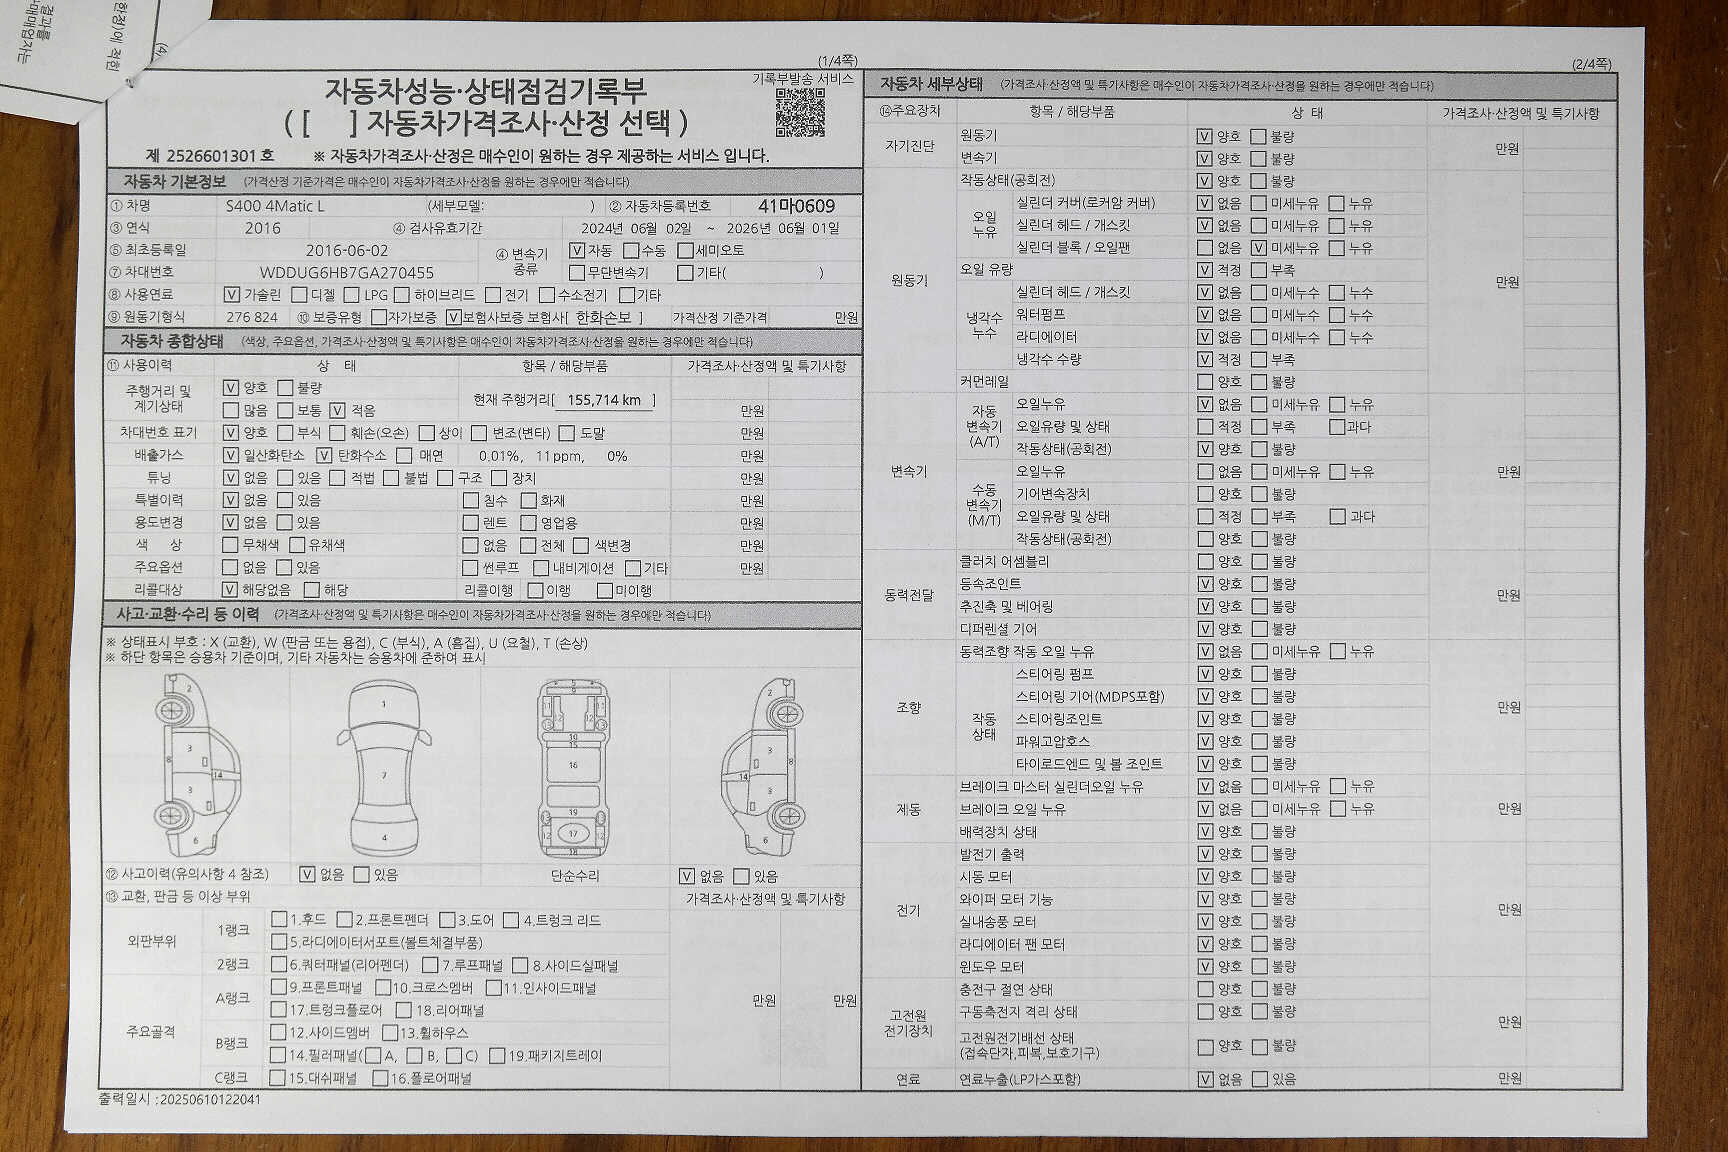 결과를
·매매업자는
한정)에 적힌
(4/
(1/4쪽)
자동차성능·상태점검기록부
( [ ] 자동차가격조사·산정 선택 )
기록부발송 서비스
제 2526601301 호 ※ 자동차가격조사·산정은 매수인이 원하는 경우 제공하는 서비스 입니다.
자동차 기본정보 (가격산정 기준가격은 매수인이 자동차가격조사·산정을 원하는 경우에만 적습니다)
① 차명 S400 4Matic L (세부모델: ) ② 자동차등록번호 41마0609
③ 연식 2016 ④ 검사유효기간 2024년 06월 02일 ~ 2026년 06월 01일
⑤ 최초등록일 2016-06-02 ④ 변속기 종류 [V]자동 [ ]수동 [ ]세미오토
⑦ 차대번호 WDDUG6HB7GA270455 [ ]무단변속기 [ ]기타( )
⑧ 사용연료 [V]가솔린 [ ]디젤 [ ]LPG [ ]하이브리드 [ ]전기 [ ]수소전기 [ ]기타
⑨ 원동기형식 276 824 ⑩ 보증유형 [ ]자가보증 [V]보험사보증 보험사[ 한화손보 ] 가격산정 기준가격 만원
자동차 종합상태 (색상, 주요옵션, 가격조사·산정액 및 특기사항은 매수인이 자동차가격조사·산정을 원하는 경우에만 적습니다)
⑪ 사용이력 상 태 항목 / 해당부품 가격조사·산정액 및 특기사항
주행거리 및 계기상태 [V]양호 [ ]불량 현재 주행거리[ 155,714 km ]
[ ]많음 [ ]보통 [V]적음 만원
차대번호 표기 [V]양호 [ ]부식 [ ]훼손(오손) [ ]상이 [ ]변조(변타) [ ]도말 만원
배출가스 [V]일산화탄소 [V]탄화수소 [ ]매연 0.01%, 11ppm, 0% 만원
튜닝 [V]없음 [ ]있음 [ ]적법 [ ]불법 [ ]구조 [ ]장치 만원
특별이력 [V]없음 [ ]있음 [ ]침수 [ ]화재 만원
용도변경 [V]없음 [ ]있음 [ ]렌트 [ ]영업용 만원
색 상 [ ]무채색 [ ]유채색 [ ]없음 [ ]전체 [ ]색변경 만원
주요옵션 [ ]없음 [ ]있음 [ ]썬루프 [ ]내비게이션 [ ]기타 만원
리콜대상 [V]해당없음 [ ]해당 리콜이행 [ ]이행 [ ]미이행
사고·교환·수리 등 이력 (가격조사·산정액 및 특기사항은 매수인이 자동차가격조사·산정을 원하는 경우에만 적습니다)
※ 상태표시 부호 : X (교환), W (판금 또는 용접), C (부식), A (흠집), U (요철), T (손상)
※ 하단 항목은 승용차 기준이며, 기타 자동차는 승용차에 준하여 표시
2 3 8 14 3 6
1 7 4
11 11 12 12 10 15 16 19 12 17 12 18
2 3 8 14 3 6
⑫ 사고이력(유의사항 4 참조) [V]없음 [ ]있음 단순수리 [V]없음 [ ]있음
⑬ 교환, 판금 등 이상 부위 가격조사·산정액 및 특기사항
외판부위 1랭크 [ ]1.후드 [ ]2.프론트펜더 [ ]3.도어 [ ]4.트렁크 리드
[ ]5.라디에이터서포트(볼트체결부품)
2랭크 [ ]6.쿼터패널(리어펜더) [ ]7.루프패널 [ ]8.사이드실패널
주요골격 A랭크 [ ]9.프론트패널 [ ]10.크로스멤버 [ ]11.인사이드패널 만원 만원
[ ]17.트렁크플로어 [ ]18.리어패널
B랭크 [ ]12.사이드멤버 [ ]13.휠하우스
[ ]14.필러패널([ ]A, [ ]B, [ ]C) [ ]19.패키지트레이
C랭크 [ ]15.대쉬패널 [ ]16.플로어패널
출력일시 :20250610122041
(2/4쪽)
자동차 세부상태 (가격조사·산정액 및 특기사항은 매수인이 자동차가격조사·산정을 원하는 경우에만 적습니다)
⑭주요장치 항목 / 해당부품 상 태 가격조사·산정액 및 특기사항
자기진단 원동기 [V]양호 [ ]불량 만원
변속기 [V]양호 [ ]불량
원동기 작동상태(공회전) [V]양호 [ ]불량 만원
오일 누유 실린더 커버(로커암 커버) [V]없음 [ ]미세누유 [ ]누유
실린더 헤드 / 개스킷 [V]없음 [ ]미세누유 [ ]누유
실린더 블록 / 오일팬 [ ]없음 [V]미세누유 [ ]누유
오일 유량 [V]적정 [ ]부족
냉각수 누수 실린더 헤드 / 개스킷 [V]없음 [ ]미세누수 [ ]누수
워터펌프 [V]없음 [ ]미세누수 [ ]누수
라디에이터 [V]없음 [ ]미세누수 [ ]누수
냉각수 수량 [V]적정 [ ]부족
커먼레일 [ ]양호 [ ]불량
변속기 자동 변속기 (A/T) 오일누유 [V]없음 [ ]미세누유 [ ]누유 만원
오일유량 및 상태 [ ]적정 [ ]부족 [ ]과다
작동상태(공회전) [V]양호 [ ]불량
수동 변속기 (M/T) 오일누유 [ ]없음 [ ]미세누유 [ ]누유
기어변속장치 [ ]양호 [ ]불량
오일유량 및 상태 [ ]적정 [ ]부족 [ ]과다
작동상태(공회전) [ ]양호 [ ]불량
동력전달 클러치 어셈블리 [ ]양호 [ ]불량 만원
등속조인트 [V]양호 [ ]불량
추진축 및 베어링 [V]양호 [ ]불량
디퍼렌셜 기어 [V]양호 [ ]불량
조향 동력조향 작동 오일 누유 [V]없음 [ ]미세누유 [ ]누유 만원
작동 상태 스티어링 펌프 [V]양호 [ ]불량
스티어링 기어(MDPS포함) [V]양호 [ ]불량
스티어링조인트 [V]양호 [ ]불량
파워고압호스 [V]양호 [ ]불량
타이로드엔드 및 볼 조인트 [V]양호 [ ]불량
제동 브레이크 마스터 실린더오일 누유 [V]없음 [ ]미세누유 [ ]누유 만원
브레이크 오일 누유 [V]없음 [ ]미세누유 [ ]누유
배력장치 상태 [V]양호 [ ]불량
전기 발전기 출력 [V]양호 [ ]불량 만원
시동 모터 [V]양호 [ ]불량
와이퍼 모터 기능 [V]양호 [ ]불량
실내송풍 모터 [V]양호 [ ]불량
라디에이터 팬 모터 [V]양호 [ ]불량
윈도우 모터 [V]양호 [ ]불량
고전원 전기장치 충전구 절연 상태 [ ]양호 [ ]불량 만원
구동축전지 격리 상태 [ ]양호 [ ]불량
고전원전기배선 상태 (접속단자,피복,보호기구) [ ]양호 [ ]불량
연료 연료누출(LP가스포함) [V]없음 [ ]있음 만원